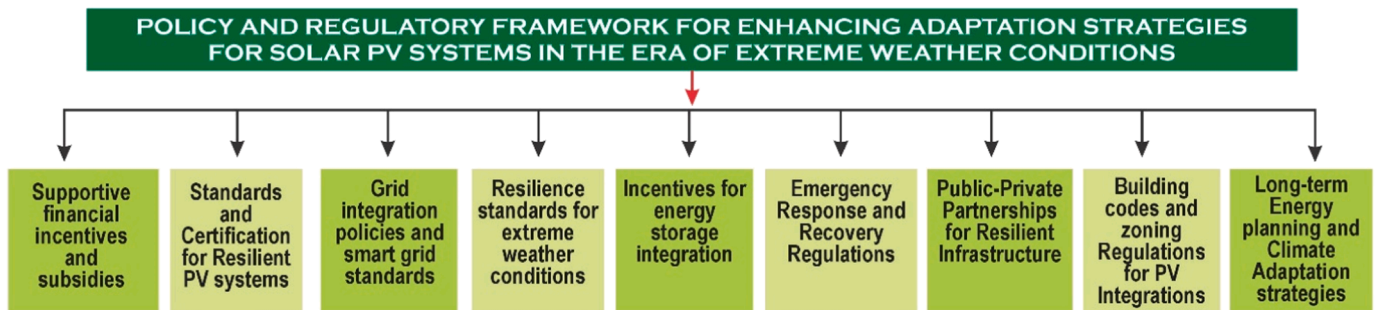 POLICY AND REGULATORY FRAMEWORK FOR ENHANCING ADAPTATION STRATEGIES
FOR SOLAR PV SYSTEMS IN THE ERA OF EXTREME WEATHER CONDITIONS
Supportive
financial
incentives
and
subsidies
Standards
and
Certification
for Resilient
PV systems
Grid
integration
policies and
smart grid
standards
Resilience
standards for
extreme
weather
conditions
Incentives for
energy
storage
integration
Emergency
Response and
Recovery
Regulations
Public-Private
Partnerships
for Resilient
Infrastructure
Building
codes and
zoning
Regulations
for PV
Integrations
Long-term
Energy
planning and
Climate
Adaptation
strategies